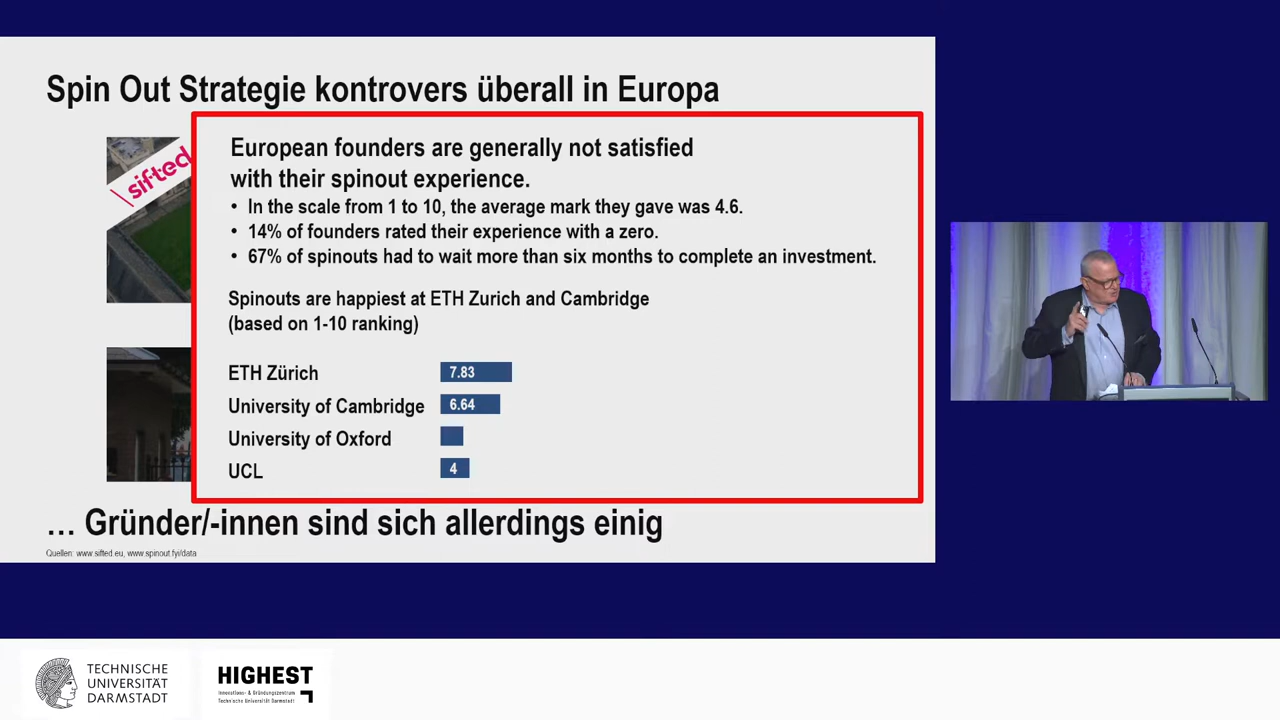 Spin Out Strategie kontrovers überall in Europa
sifted
European founders are generally not satisfied
with their spinout experience.
• In the scale from 1 to 10, the average mark they gave was 4.6.
• 14% of founders rated their experience with a zero.
• 67% of spinouts had to wait more than six months to complete an investment.
Spinouts are happiest at ETH Zurich and Cambridge
(based on 1-10 ranking)
ETH Zürich 7.83
University of Cambridge 6.64
University of Oxford
UCL 4
… Gründer/-innen sind sich allerdings einig
Quellen: www.sifted.eu, www.spinout.fyi/data
TECHNISCHE
UNIVERSITÄT
DARMSTADT
HIGHEST
Innovations- & Gründungszentrum
Technische Universität Darmstadt